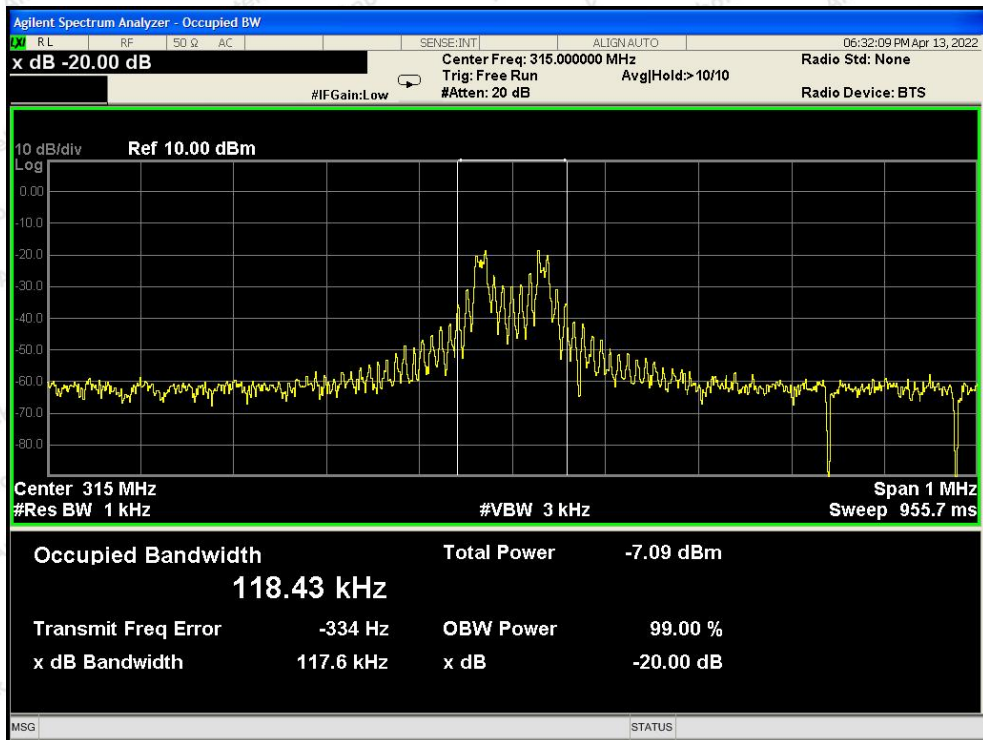 Agilent Spectrum Analyzer - Occupied BW
LXI RL RF 50 Ω AC SENSE:INT ALIGN AUTO 06:32:09 PM Apr 13, 2022
x dB -20.00 dB Center Freq: 315.000000 MHz Radio Std: None
Trig: Free Run Avg|Hold:>10/10
#IFGain:Low #Atten: 20 dB Radio Device: BTS
10 dB/div Ref 10.00 dBm
Log
0.00
-10.0
-20.0
-30.0
-40.0
-50.0
-60.0
-70.0
-80.0
Center 315 MHz Span 1 MHz
#Res BW 1 kHz #VBW 3 kHz Sweep 955.7 ms
Occupied Bandwidth Total Power -7.09 dBm
118.43 kHz
Transmit Freq Error -334 Hz OBW Power 99.00 %
x dB Bandwidth 117.6 kHz x dB -20.00 dB
MSG STATUS